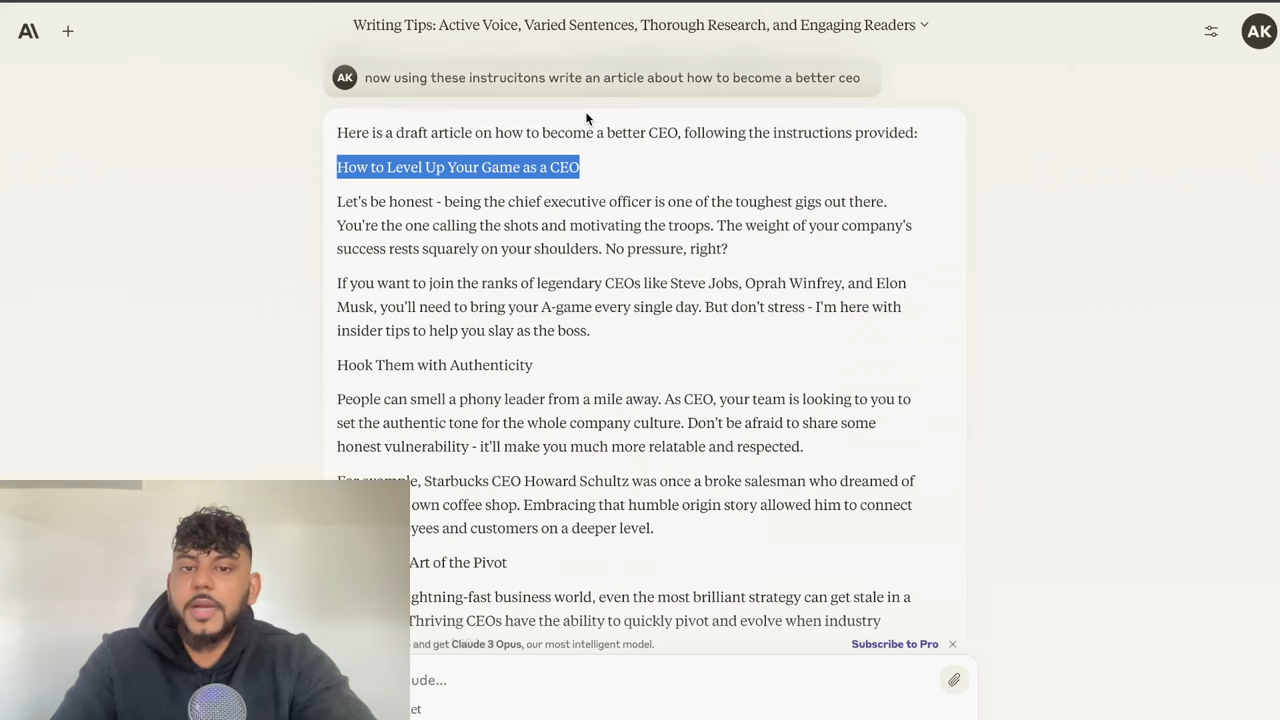 Writing Tips: Active Voice, Varied Sentences, Thorough Research, and Engaging Readers
AK
AK
now using these instrucitons write an article about how to become a better ceo
Here is a draft article on how to become a better CEO, following the instructions provided:
How to Level Up Your Game as a CEO
Let's be honest - being the chief executive officer is one of the toughest gigs out there.
You're the one calling the shots and motivating the troops. The weight of your company's
success rests squarely on your shoulders. No pressure, right?
If you want to join the ranks of legendary CEOs like Steve Jobs, Oprah Winfrey, and Elon
Musk, you'll need to bring your A-game every single day. But don't stress - I'm here with
insider tips to help you slay as the boss.
Hook Them with Authenticity
People can smell a phony leader from a mile away. As CEO, your team is looking to you to
set the authentic tone for the whole company culture. Don't be afraid to share some
honest vulnerability - it'll make you much more relatable and respected.
For example, Starbucks CEO Howard Schultz was once a broke salesman who dreamed of
own coffee shop. Embracing that humble origin story allowed him to connect
yees and customers on a deeper level.
Art of the Pivot
ightning-fast business world, even the most brilliant strategy can get stale in a
Thriving CEOs have the ability to quickly pivot and evolve when industry
and get Claude 3 Opus, our most intelligent model.
Subscribe to Pro
ude...
et